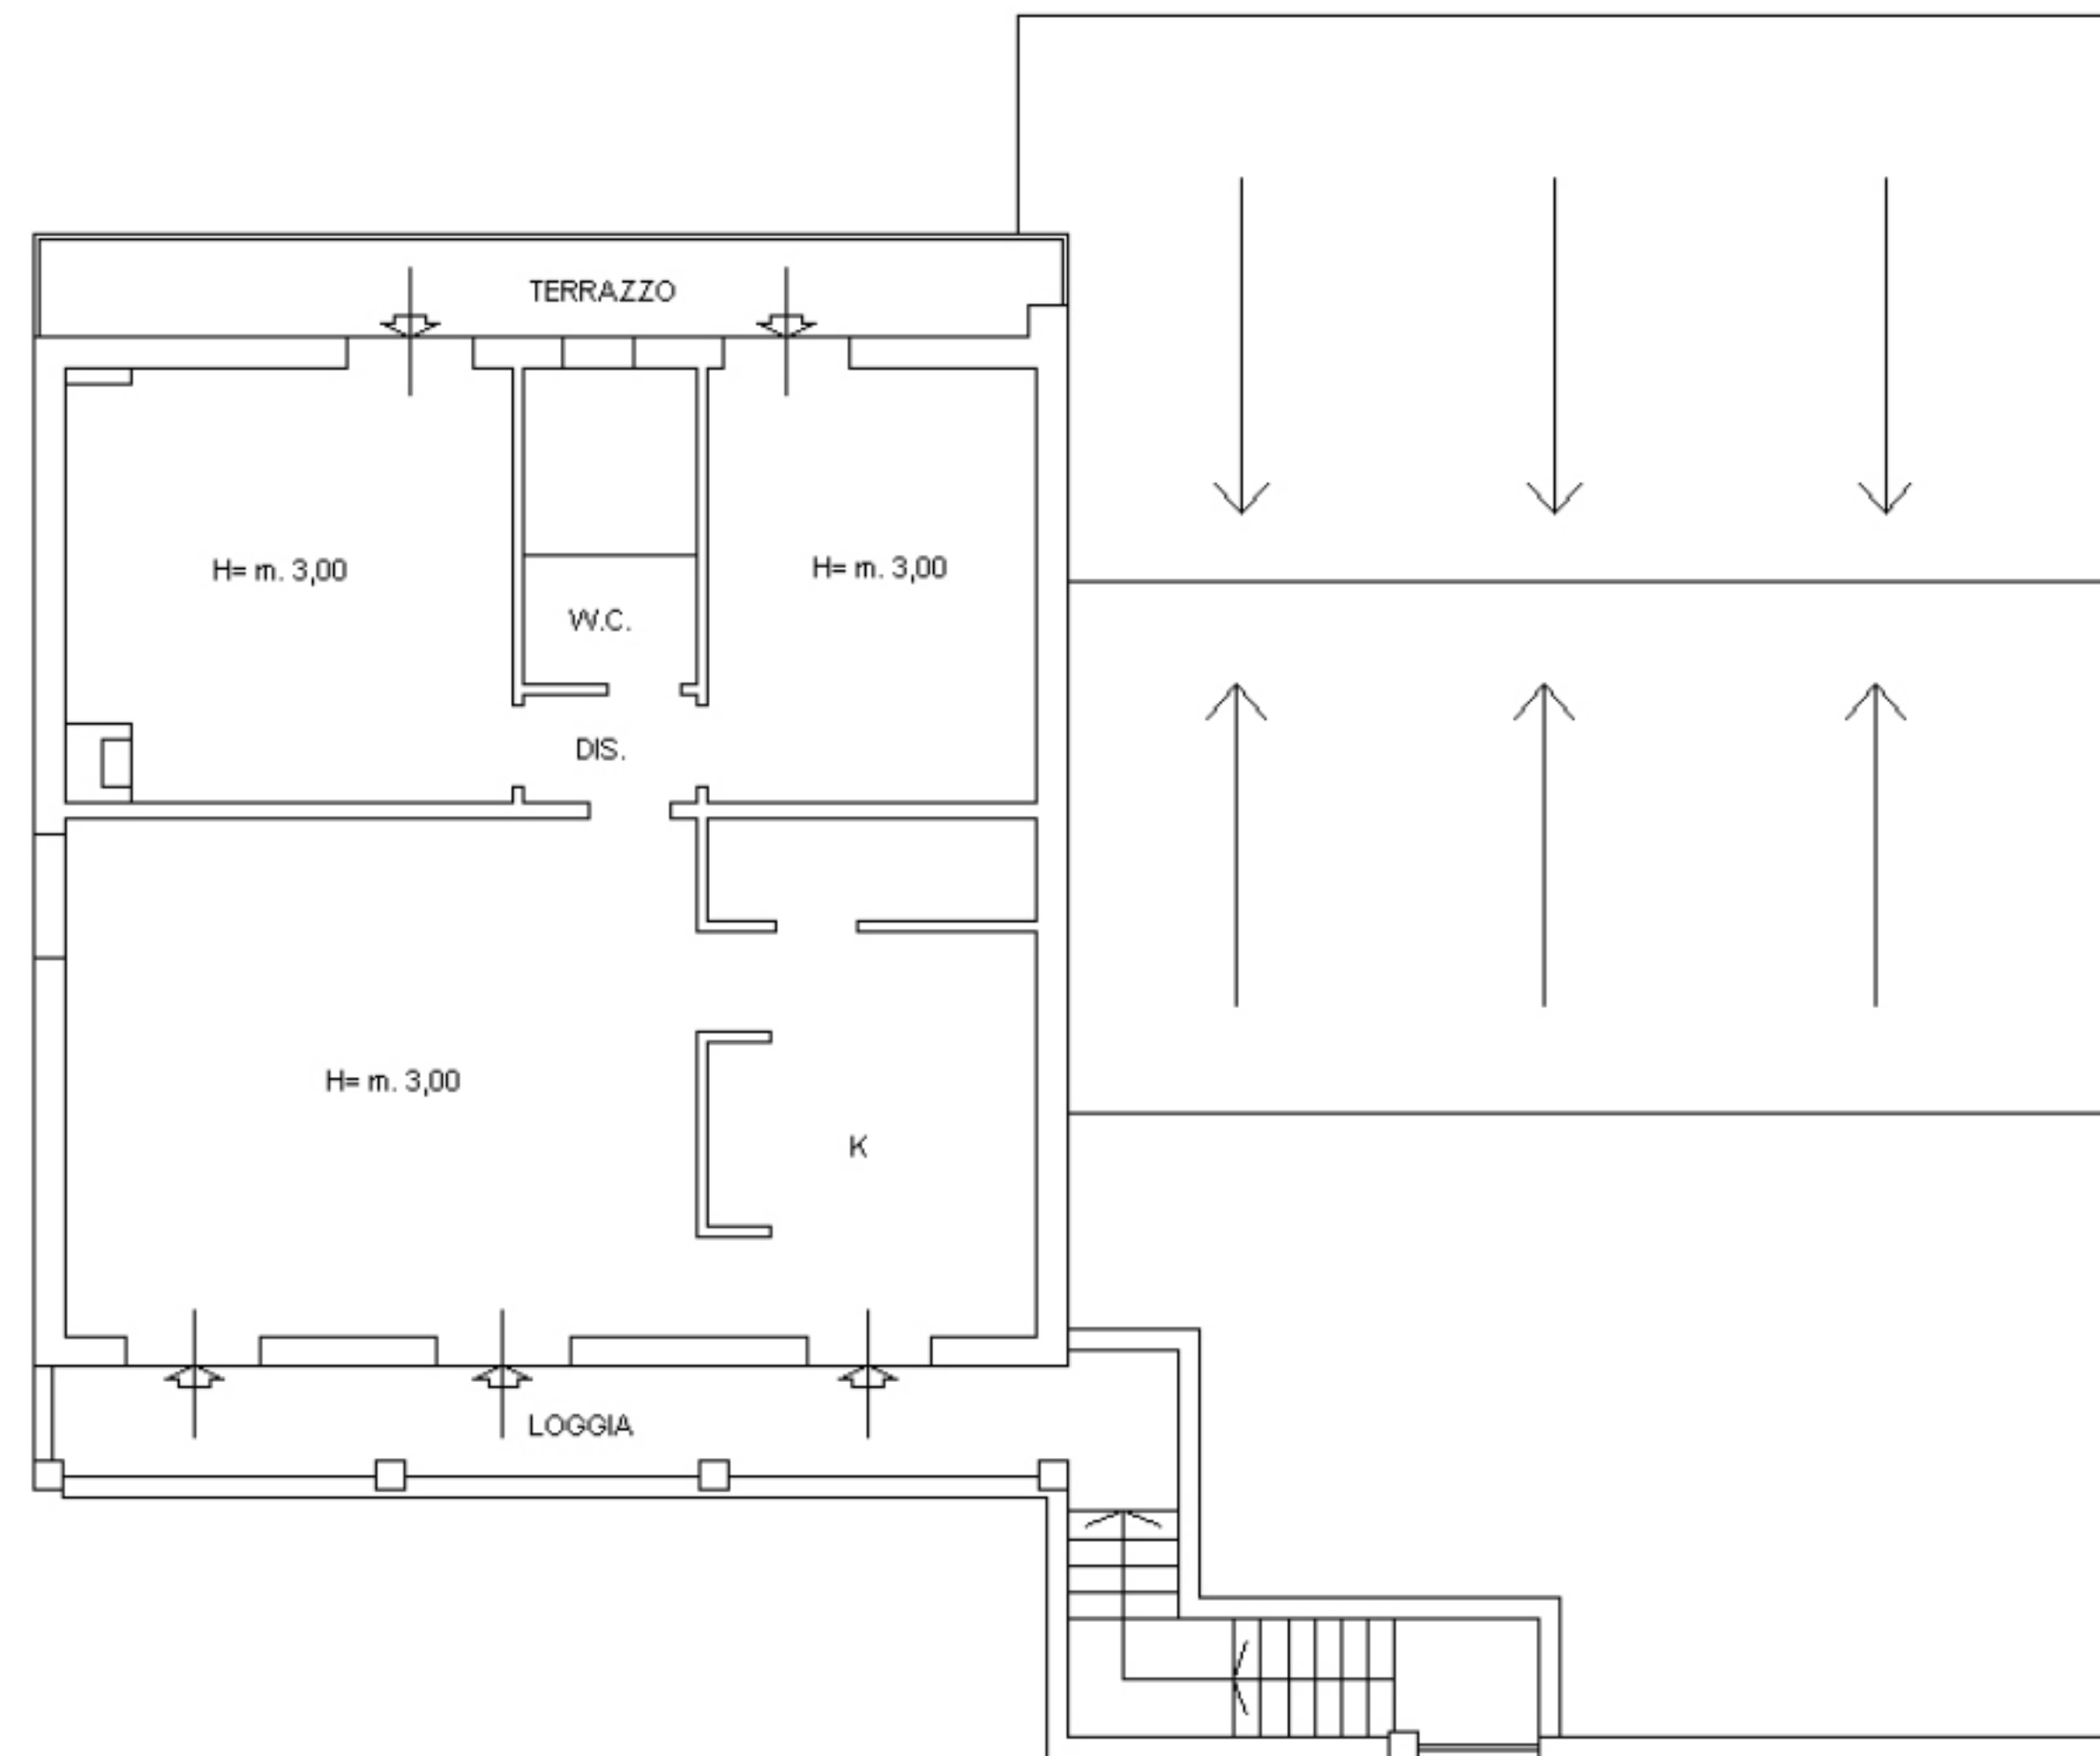 TERRAZZO
H= m. 3,00
H= m. 3,00
W.C.
DIS.
H= m. 3,00
K
LOGGIA